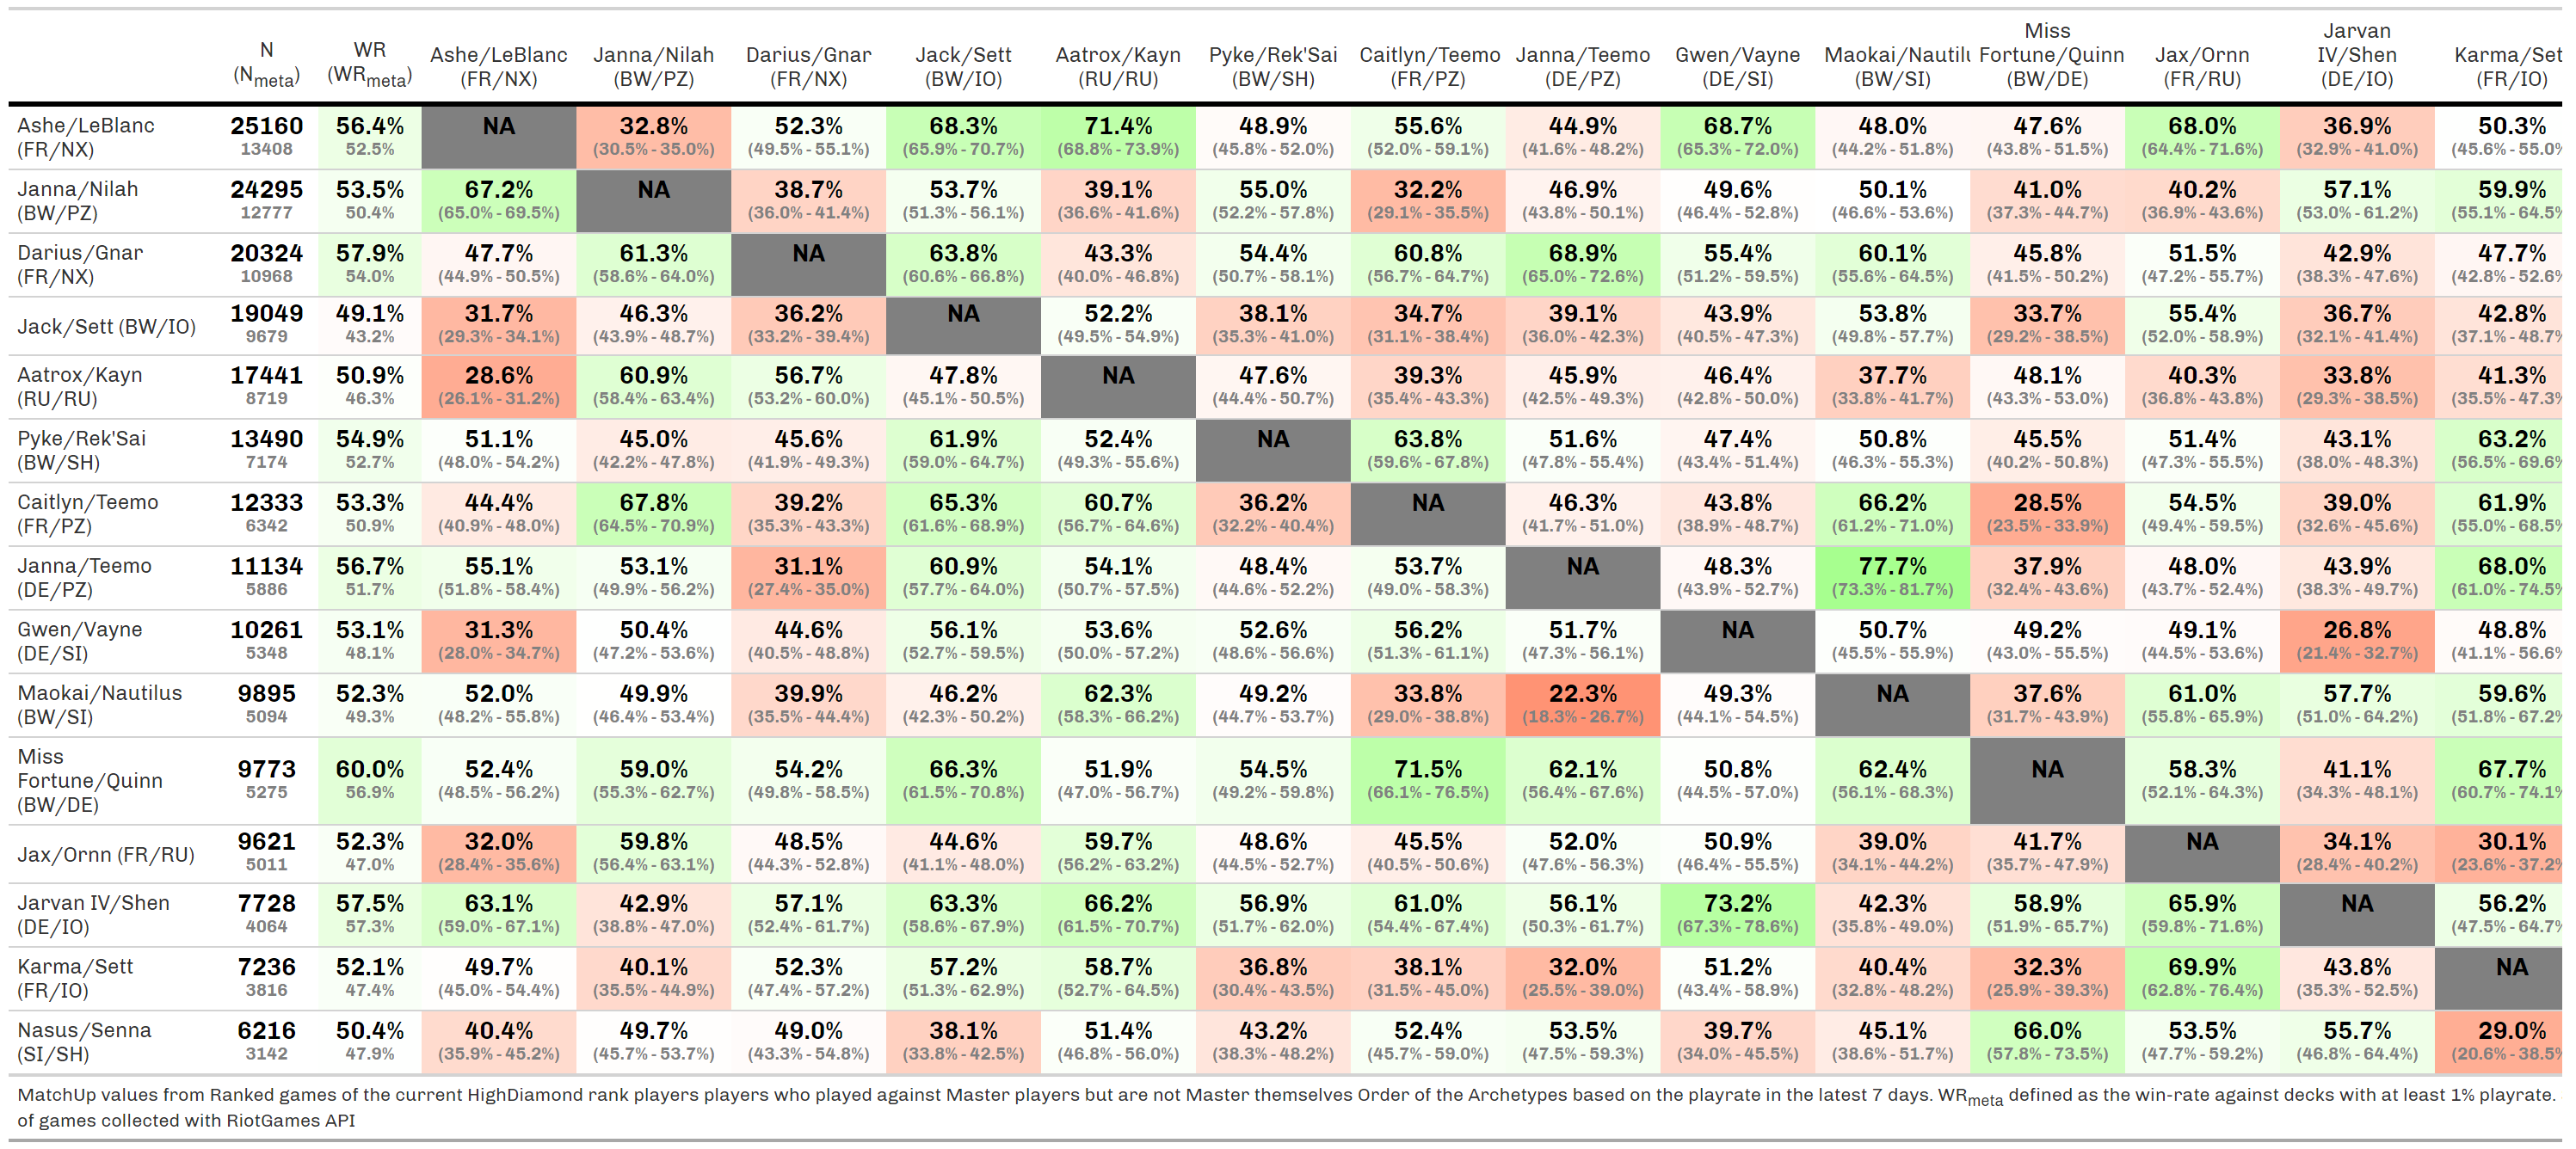 N (Nmeta) WR (WRmeta) Ashe/LeBlanc (FR/NX) Janna/Nilah (BW/PZ) Darius/Gnar (FR/NX) Jack/Sett (BW/IO) Aatrox/Kayn (RU/RU) Pyke/Rek'Sai (BW/SH) Caitlyn/Teemo (FR/PZ) Janna/Teemo (DE/PZ) Gwen/Vayne (DE/SI) Maokai/Nautil (BW/SI) Miss Fortune/Quinn (BW/DE) Jax/Ornn (FR/RU) Jarvan IV/Shen (DE/IO) Karma/Set (FR/IO)
Ashe/LeBlanc 25160 56.4% NA 32.8% 52.3% 68.3% 71.4% 48.9% 55.6% 44.9% 68.7% 48.0% 47.6% 68.0% 36.9% 50.3%
(FR/NX) 13408 52.5% (30.5% - 35.0%) (49.5% - 55.1%) (65.9% - 70.7%) (68.8% - 73.9%) (45.8% - 52.0%) (52.0% - 59.1%) (41.6% - 48.2%) (65.3% - 72.0%) (44.2% - 51.8%) (43.8% - 51.5%) (64.4% - 71.6%) (32.9% - 41.0%) (45.6% - 55.0%
Janna/Nilah 24295 53.5% 67.2% NA 38.7% 53.7% 39.1% 55.0% 32.2% 46.9% 49.6% 50.1% 41.0% 40.2% 57.1% 59.9%
(BW/PZ) 12777 50.4% (65.0% - 69.5%) (36.0% - 41.4%) (51.3% - 56.1%) (36.6% - 41.6%) (52.2% - 57.8%) (29.1% - 35.5%) (43.8% - 50.1%) (46.4% - 52.8%) (46.6% - 53.6%) (37.3% - 44.7%) (36.9% - 43.6%) (53.0% - 61.2%) (55.1% - 64.5%
Darius/Gnar 20324 57.9% 47.7% 61.3% NA 63.8% 43.3% 54.4% 60.8% 68.9% 55.4% 60.1% 45.8% 51.5% 42.9% 47.7%
(FR/NX) 10968 54.0% (44.9% - 50.5%) (58.6% - 64.0%) (60.6% - 66.8%) (40.0% - 46.8%) (50.7% - 58.1%) (56.7% - 64.7%) (65.0% - 72.6%) (51.2% - 59.5%) (55.6% - 64.5%) (41.5% - 50.2%) (47.2% - 55.7%) (38.3% - 47.6%) (42.8% - 52.6%
Jack/Sett (BW/IO) 19049 49.1% 31.7% 46.3% 36.2% NA 52.2% 38.1% 34.7% 39.1% 43.9% 53.8% 33.7% 55.4% 36.7% 42.8%
9679 43.2% (29.3% - 34.1%) (43.9% - 48.7%) (33.2% - 39.4%) (49.5% - 54.9%) (35.3% - 41.0%) (31.1% - 38.4%) (36.0% - 42.3%) (40.5% - 47.3%) (49.8% - 57.7%) (29.2% - 38.5%) (52.0% - 58.9%) (32.1% - 41.4%) (37.1% - 48.7%
Aatrox/Kayn 17441 50.9% 28.6% 60.9% 56.7% 47.8% NA 47.6% 39.3% 45.9% 46.4% 37.7% 48.1% 40.3% 33.8% 41.3%
(RU/RU) 8719 46.3% (26.1% - 31.2%) (58.4% - 63.4%) (53.2% - 60.0%) (45.1% - 50.5%) (44.4% - 50.7%) (35.4% - 43.3%) (42.5% - 49.3%) (42.8% - 50.0%) (33.8% - 41.7%) (43.3% - 53.0%) (36.8% - 43.8%) (29.3% - 38.5%) (35.5% - 47.3%
Pyke/Rek'Sai 13490 54.9% 51.1% 45.0% 45.6% 61.9% 52.4% NA 63.8% 51.6% 47.4% 50.8% 45.5% 51.4% 43.1% 63.2%
(BW/SH) 7174 52.7% (48.0% - 54.2%) (42.2% - 47.8%) (41.9% - 49.3%) (59.0% - 64.7%) (49.3% - 55.6%) (59.6% - 67.8%) (47.8% - 55.4%) (43.4% - 51.4%) (46.3% - 55.3%) (40.2% - 50.8%) (47.3% - 55.5%) (38.0% - 48.3%) (56.5% - 69.6%
Caitlyn/Teemo 12333 53.3% 44.4% 67.8% 39.2% 65.3% 60.7% 36.2% NA 46.3% 43.8% 66.2% 28.5% 54.5% 39.0% 61.9%
(FR/PZ) 6342 50.9% (40.9% - 48.0%) (64.5% - 70.9%) (35.3% - 43.3%) (61.6% - 68.9%) (56.7% - 64.6%) (32.2% - 40.4%) (41.7% - 51.0%) (38.9% - 48.7%) (61.2% - 71.0%) (23.5% - 33.9%) (49.4% - 59.5%) (32.6% - 45.6%) (55.0% - 68.5%
Janna/Teemo 11134 56.7% 55.1% 53.1% 31.1% 60.9% 54.1% 48.4% 53.7% NA 48.3% 77.7% 37.9% 48.0% 43.9% 68.0%
(DE/PZ) 5886 51.7% (51.8% - 58.4%) (49.9% - 56.2%) (27.4% - 35.0%) (57.7% - 64.0%) (50.7% - 57.5%) (44.6% - 52.2%) (49.0% - 58.3%) (43.9% - 52.7%) (73.3% - 81.7%) (32.4% - 43.6%) (43.7% - 52.4%) (38.3% - 49.7%) (61.0% - 74.5%
Gwen/Vayne 10261 53.1% 31.3% 50.4% 44.6% 56.1% 53.6% 52.6% 56.2% 51.7% NA 50.7% 49.2% 49.1% 26.8% 48.8%
(DE/SI) 5348 48.1% (28.0% - 34.7%) (47.2% - 53.6%) (40.5% - 48.8%) (52.7% - 59.5%) (50.0% - 57.2%) (48.6% - 56.6%) (51.3% - 61.1%) (47.3% - 56.1%) (45.5% - 55.9%) (43.0% - 55.5%) (44.5% - 53.6%) (21.4% - 32.7%) (41.1% - 56.6%
Maokai/Nautilus 9895 52.3% 52.0% 49.9% 39.9% 46.2% 62.3% 49.2% 33.8% 22.3% 49.3% NA 37.6% 61.0% 57.7% 59.6%
(BW/SI) 5094 49.3% (48.2% - 55.8%) (46.4% - 53.4%) (35.5% - 44.4%) (42.3% - 50.2%) (58.3% - 66.2%) (44.7% - 53.7%) (29.0% - 38.8%) (18.3% - 26.7%) (44.1% - 54.5%) (31.7% - 43.9%) (55.8% - 65.9%) (51.0% - 64.2%) (51.8% - 67.2%
Miss
Fortune/Quinn 9773 60.0% 52.4% 59.0% 54.2% 66.3% 51.9% 54.5% 71.5% 62.1% 50.8% 62.4% NA 58.3% 41.1% 67.7%
(BW/DE) 5275 56.9% (48.5% - 56.2%) (55.3% - 62.7%) (49.8% - 58.5%) (61.5% - 70.8%) (47.0% - 56.7%) (49.2% - 59.8%) (66.1% - 76.5%) (56.4% - 67.6%) (44.5% - 57.0%) (56.1% - 68.3%) (52.1% - 64.3%) (34.3% - 48.1%) (60.7% - 74.1%
Jax/Ornn (FR/RU) 9621 52.3% 32.0% 59.8% 48.5% 44.6% 59.7% 48.6% 45.5% 52.0% 50.9% 39.0% 41.7% NA 34.1% 30.1%
5011 47.0% (28.4% - 35.6%) (56.4% - 63.1%) (44.3% - 52.8%) (41.1% - 48.0%) (56.2% - 63.2%) (44.5% - 52.7%) (40.5% - 50.6%) (47.6% - 56.3%) (46.4% - 55.5%) (34.1% - 44.2%) (35.7% - 47.9%) (28.4% - 40.2%) (23.6% - 37.2%
Jarvan IV/Shen 7728 57.5% 63.1% 42.9% 57.1% 63.3% 66.2% 56.9% 61.0% 56.1% 73.2% 42.3% 58.9% 65.9% NA 56.2%
(DE/IO) 4064 57.3% (59.0% - 67.1%) (38.8% - 47.0%) (52.4% - 61.7%) (58.6% - 67.9%) (61.5% - 70.7%) (51.7% - 62.0%) (54.4% - 67.4%) (50.3% - 61.7%) (67.3% - 78.6%) (35.8% - 49.0%) (51.9% - 65.7%) (59.8% - 71.6%) (47.5% - 64.7%
Karma/Sett 7236 52.1% 49.7% 40.1% 52.3% 57.2% 58.7% 36.8% 38.1% 32.0% 51.2% 40.4% 32.3% 69.9% 43.8% NA
(FR/IO) 3816 47.4% (45.0% - 54.4%) (35.5% - 44.9%) (47.4% - 57.2%) (51.3% - 62.9%) (52.7% - 64.5%) (30.4% - 43.5%) (31.5% - 45.0%) (25.5% - 39.0%) (43.4% - 58.9%) (32.8% - 48.2%) (25.9% - 39.3%) (62.8% - 76.4%) (35.3% - 52.5%)
Nasus/Senna 6216 50.4% 40.4% 49.7% 49.0% 38.1% 51.4% 43.2% 52.4% 53.5% 39.7% 45.1% 66.0% 53.5% 55.7% 29.0%
(SI/SH) 3142 47.9% (35.9% - 45.2%) (45.7% - 53.7%) (43.3% - 54.8%) (33.8% - 42.5%) (46.8% - 56.0%) (38.3% - 48.2%) (45.7% - 59.0%) (47.5% - 59.3%) (34.0% - 45.5%) (38.6% - 51.7%) (57.8% - 73.5%) (47.7% - 59.2%) (46.8% - 64.4%) (20.6% - 38.5%
MatchUp values from Ranked games of the current HighDiamond rank players players who played against Master players but are not Master themselves Order of the Archetypes based on the playrate in the latest 7 days. WRmeta defined as the win-rate against decks with at least 1% playrate.
of games collected with RiotGames API